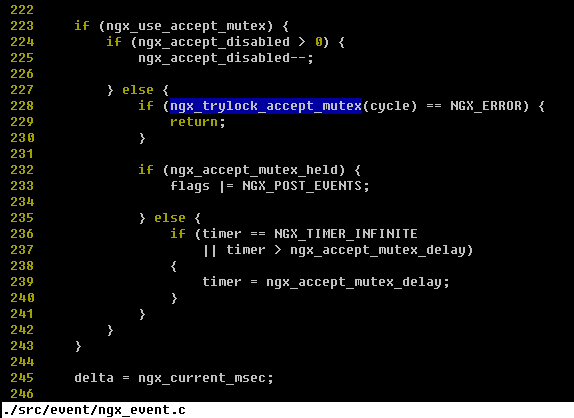 222
223     if (ngx_use_accept_mutex) {
224         if (ngx_accept_disabled > 0) {
225             ngx_accept_disabled--;
226
227         } else {
228             if (ngx_trylock_accept_mutex(cycle) == NGX_ERROR) {
229                 return;
230             }
231
232             if (ngx_accept_mutex_held) {
233                 flags |= NGX_POST_EVENTS;
234
235             } else {
236                 if (timer == NGX_TIMER_INFINITE
237                     || timer > ngx_accept_mutex_delay)
238                 {
239                     timer = ngx_accept_mutex_delay;
240                 }
241             }
242         }
243     }
244
245     delta = ngx_current_msec;
246
./src/event/ngx_event.c